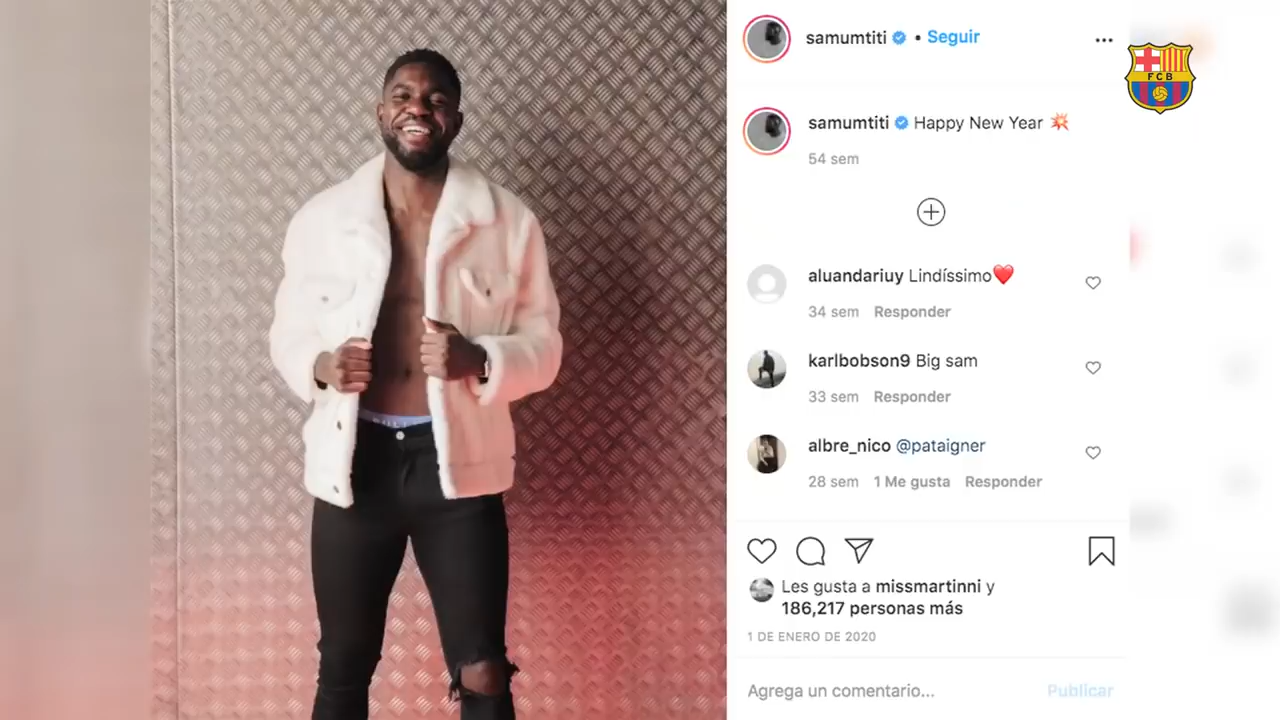 samumtiti • Seguir
FCB
samumtiti Happy New Year 💥
54 sem
aluandariuy Lindíssimo❤️
34 sem Responder
karlbobson9 Big sam
33 sem Responder
albre_nico @pataigner
28 sem 1 Me gusta Responder
Les gusta a missmartinni y
186,217 personas más
1 DE ENERO DE 2020
Agrega un comentario... Publicar